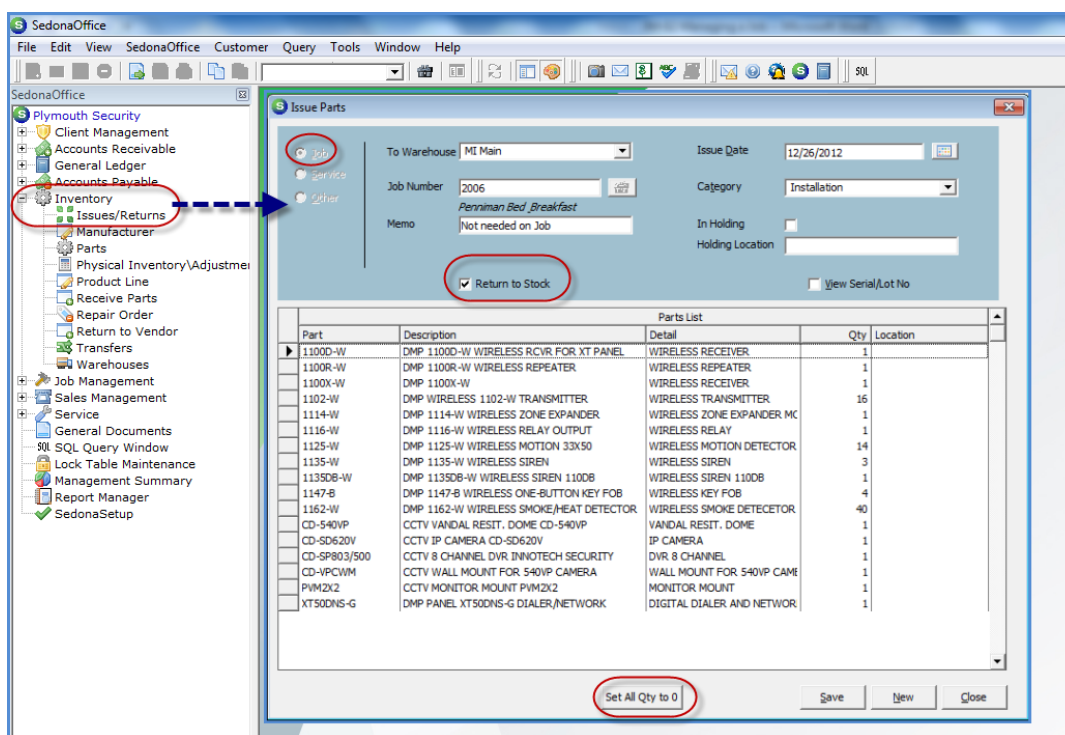 SedonaOffice
File Edit View SedonaOffice Customer Query Tools Window Help
SQL
SedonaOffice
Plymouth Security
Client Management
Accounts Receivable
General Ledger
Accounts Payable
Inventory
Issues/Returns
Manufacturer
Parts
Physical Inventory\Adjustmer
Product Line
Receive Parts
Repair Order
Return to Vendor
Transfers
Warehouses
Job Management
Sales Management
Service
General Documents
SQL SQL Query Window
Lock Table Maintenance
Management Summary
Report Manager
SedonaSetup
Issue Parts
Job
Service
Other
To Warehouse MI Main
Issue Date 12/26/2012
Job Number 2006
Category Installation
Penniman Bed_Breakfast
Memo Not needed on Job
In Holding
Holding Location
Return to Stock
View Serial/Lot No
Parts List
Part Description Detail Qty Location
1100D-W DMP 1100D-W WIRELESS RCVR FOR XT PANEL WIRELESS RECEIVER 1
1100R-W DMP 1100R-W WIRELESS REPEATER WIRELESS REPEATER 1
1100X-W DMP 1100X-W WIRELESS RECEIVER 1
1102-W DMP WIRELESS 1102-W TRANSMITTER WIRELESS TRANSMITTER 16
1114-W DMP 1114-W WIRELESS ZONE EXPANDER WIRELESS ZONE EXPANDER MC 1
1116-W DMP 1116-W WIRELESS RELAY OUTPUT WIRELESS RELAY 1
1125-W DMP 1125-W WIRELESS MOTION 33X50 WIRELESS MOTION DETECTOR 14
1135-W DMP 1135-W WIRELESS SIREN WIRELESS SIREN 3
1135DB-W DMP 1135DB-W WIRELESS SIREN 110DB WIRELESS SIREN 110DB 1
1147-B DMP 1147-B WIRELESS ONE-BUTTON KEY FOB WIRELESS KEY FOB 4
1162-W DMP 1162-W WIRELESS SMOKE/HEAT DETECTOR WIRELESS SMOKE DETECETOR 40
CD-540VP CCTV VANDAL RESIT. DOME CD-540VP VANDAL RESIT. DOME 1
CD-SD620V CCTV IP CAMERA CD-SD620V IP CAMERA 1
CD-SP803/500 CCTV 8 CHANNEL DVR INNOTECH SECURITY DVR 8 CHANNEL 1
CD-VPCWM CCTV WALL MOUNT FOR 540VP CAMERA WALL MOUNT FOR 540VP CAME 1
PVM2X2 CCTV MONITOR MOUNT PVM2X2 MONITOR MOUNT 1
XT50DNS-G DMP PANEL XT50DNS-G DIALER/NETWORK DIGITAL DIALER AND NETWOR 1
Set All Qty to 0
Save
New
Close